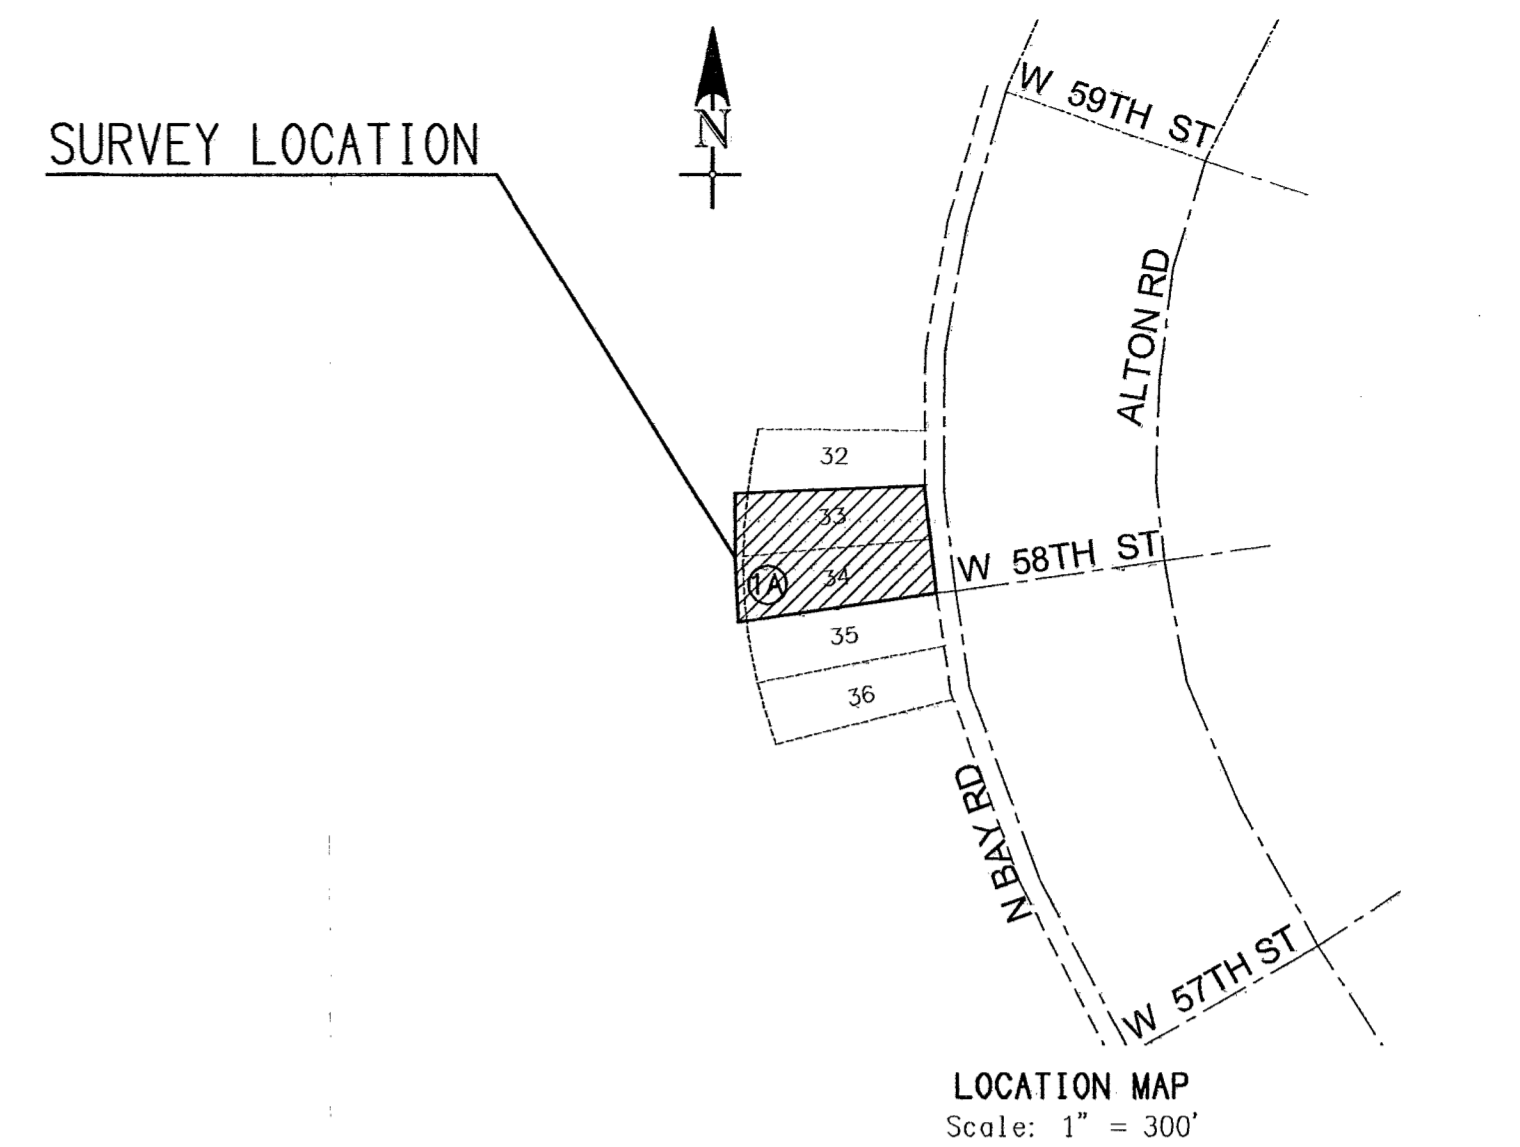 N
W 59TH ST
SURVEY LOCATION
ALTON RD
32
33
W 58TH ST
34
1A
35
36
N BAY RD
W 57TH ST
LOCATION MAP
Scale: 1" = 300'